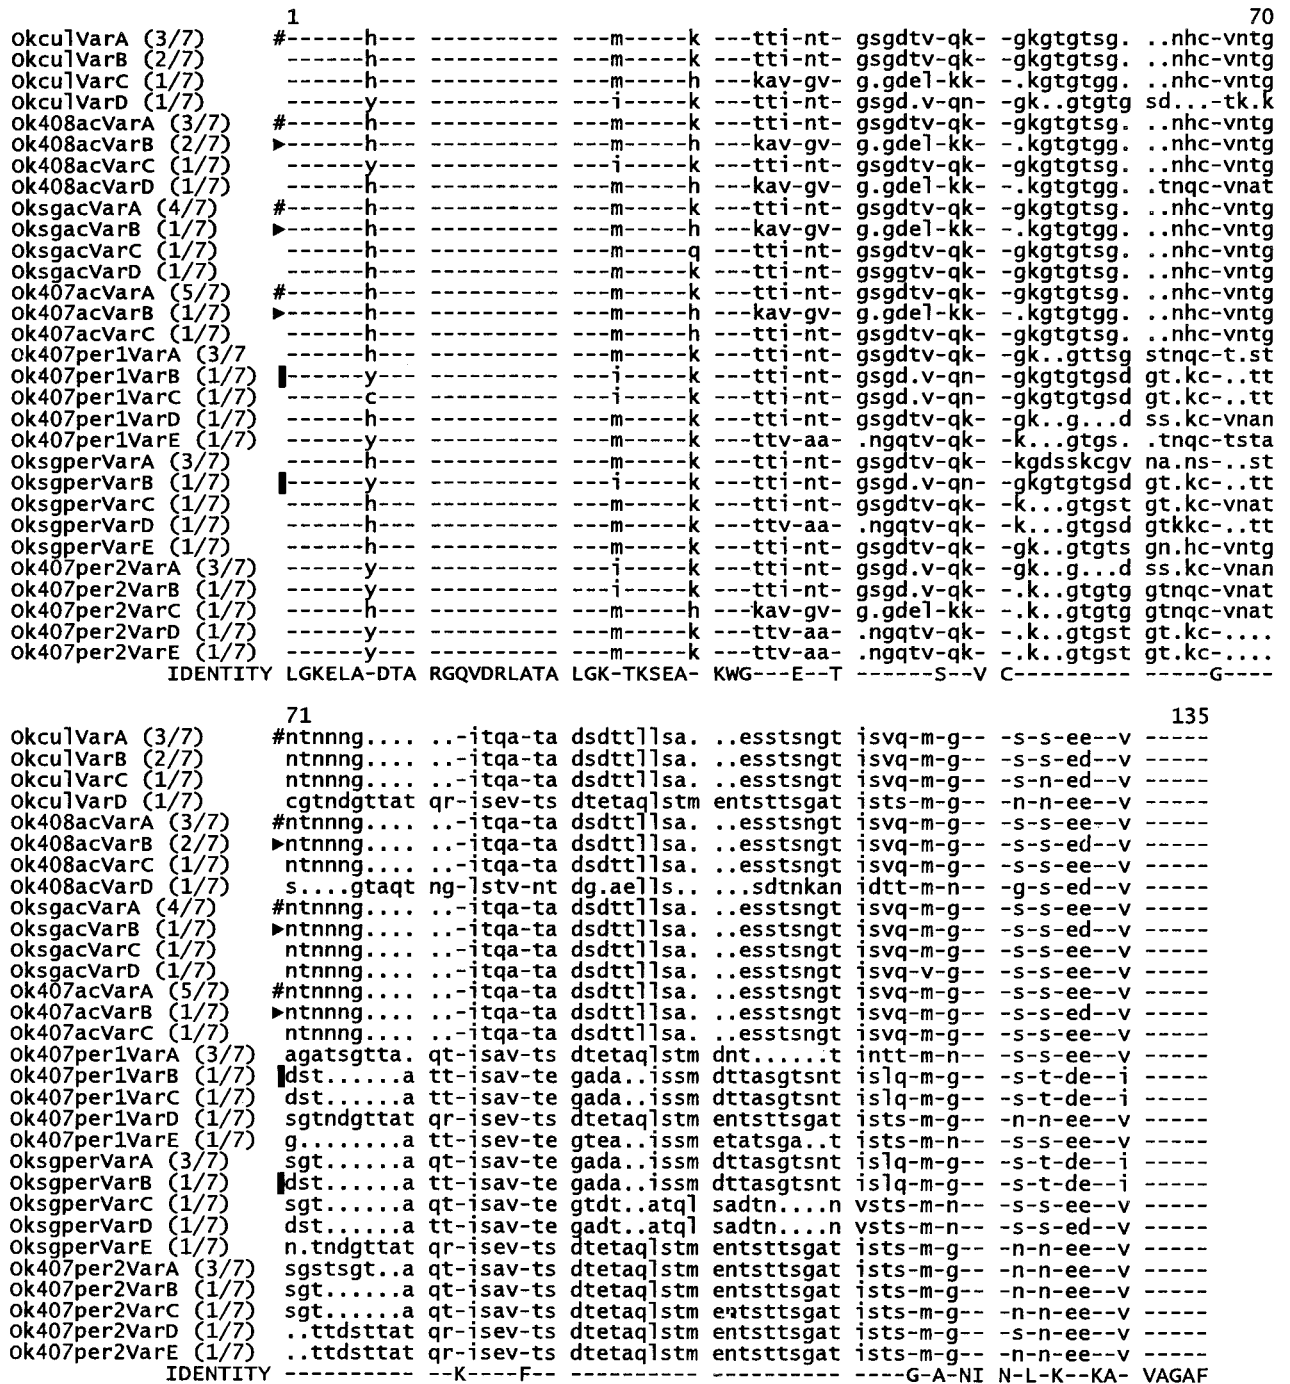 1 70
OkculVarA (3/7) #------h--- ---------- ---m-----k ---tti-nt- gsgdtv-qk- -gkgtgtsg. ..nhc-vntg
OkculVarB (2/7) ------h--- ---------- ---m-----k ---tti-nt- gsgdtv-qk- -gkgtgtsg. ..nhc-vntg
OkculVarC (1/7) ------h--- ---------- ---m-----h ---kav-gv- g.gdel-kk- -.kgtgtgg. ..nhc-vntg
OkculVarD (1/7) ------y--- ---------- ---i-----k ---tti-nt- gsgd.v-qn- -gk..gtgtg sd...-tk.k
Ok408acVarA (3/7) #------h--- ---------- ---m-----k ---tti-nt- gsgdtv-qk- -gkgtgtsg. ..nhc-vntg
Ok408acVarB (2/7) ►------h--- ---------- ---m-----h ---kav-gv- g.gdel-kk- -.kgtgtgg. ..nhc-vntg
Ok408acVarC (1/7) ------y--- ---------- ---i-----k ---tti-nt- gsgdtv-qk- -gkgtgtsg. ..nhc-vntg
Ok408acVarD (1/7) ------h--- ---------- ---m-----h ---kav-gv- g.gdel-kk- -.kgtgtgg. .tnqc-vnat
OksgacVarA (4/7) #------h--- ---------- ---m-----k ---tti-nt- gsgdtv-qk- -gkgtgtsg. ..nhc-vntg
OksgacVarB (1/7) ►------h--- ---------- ---m-----h ---kav-gv- g.gdel-kk- -.kgtgtgg. ..nhc-vntg
OksgacVarC (1/7) ------h--- ---------- ---m-----q ---tti-nt- gsgdtv-qk- -gkgtgtsg. ..nhc-vntg
OksgacVarD (1/7) ------h--- ---------- ---m-----k ---tti-nt- gsggtv-qk- -gkgtgtsg. ..nhc-vntg
Ok407acVarA (5/7) #------h--- ---------- ---m-----k ---tti-nt- gsgdtv-qk- -gkgtgtsg. ..nhc-vntg
Ok407acVarB (1/7) ►------h--- ---------- ---m-----h ---kav-gv- g.gdel-kk- -.kgtgtgg. ..nhc-vntg
Ok407acVarC (1/7) ------h--- ---------- ---m-----h ---tti-nt- gsgdtv-qk- -gkgtgtsg. ..nhc-vntg
Ok407per1VarA (3/7 ------h--- ---------- ---m-----k ---tti-nt- gsgdtv-qk- -gk..gttsg stnqc-t.st
Ok407per1VarB (1/7) ▌------y--- ---------- ---i-----k ---tti-nt- gsgd.v-qn- -gkgtgtgsd gt.kc-..tt
Ok407per1VarC (1/7) ------c--- ---------- ---i-----k ---tti-nt- gsgd.v-qn- -gkgtgtgsd gt.kc-..tt
Ok407per1VarD (1/7) ------h--- ---------- ---m-----k ---tti-nt- gsgdtv-qk- -gk..g...d ss.kc-vnan
Ok407per1VarE (1/7) ------y--- ---------- ---m-----k ---ttv-aa- .ngqtv-qk- -k...gtgs. .tnqc-tsta
OksgperVarA (3/7) ------h--- ---------- ---m-----k ---tti-nt- gsgdtv-qk- -kgdsskcgv na.ns-..st
OksgperVarB (1/7) ▌------y--- ---------- ---i-----k ---tti-nt- gsgd.v-qn- -gkgtgtgsd gt.kc-..tt
OksgperVarC (1/7) ------h--- ---------- ---m-----k ---tti-nt- gsgdtv-qk- -k...gtgst gt.kc-vnat
OksgperVarD (1/7) ------h--- ---------- ---m-----k ---ttv-aa- .ngqtv-qk- -k...gtgsd gtkkc-..tt
OksgperVarE (1/7) ------h--- ---------- ---m-----k ---tti-nt- gsgdtv-qk- -gk..gtgts gn.hc-vntg
Ok407per2VarA (3/7) ------y--- ---------- ---i-----k ---tti-nt- gsgdtv-qk- -gk..g...d ss.kc-vnan
Ok407per2VarB (1/7) ------y--- ---------- ---i-----k ---tti-nt- gsgd.v-qk- -.k..gtgtg gtnqc-vnat
Ok407per2VarC (1/7) ------h--- ---------- ---m-----h ---kav-gv- g.gdel-kk- -.k..gtgtg gtnqc-vnat
Ok407per2VarD (1/7) ------y--- ---------- ---m-----k ---ttv-aa- .ngqtv-qk- -.k..gtgst gt.kc-....
Ok407per2VarE (1/7) ------y--- ---------- ---m-----k ---ttv-aa- .ngqtv-qk- -.k..gtgst gt.kc-....
IDENTITY LGKELA-DTA RGQVDRLATA LGK-TKSEA- KWG---E--T ------S--V C--------- -----G----
71 135
OkculVarA (3/7) #ntnnng.... ..-itqa-ta dsdttllsa. ..esstsngt isvq-m-g-- -s-s-ee--v -----
OkculVarB (2/7) ntnnng.... ..-itqa-ta dsdttllsa. ..esstsngt isvq-m-g-- -s-s-ed--v -----
OkculVarC (1/7) ntnnng.... ..-itqa-ta dsdttllsa. ..esstsngt isvq-m-g-- -s-n-ed--v -----
OkculVarD (1/7) cgtndgttat qr-isev-ts dtetaqlstm entsttsgat ists-m-g-- -n-n-ee--v -----
Ok408acVarA (3/7) #ntnnng.... ..-itqa-ta dsdttllsa. ..esstsngt isvq-m-g-- -s-s-ee--v -----
Ok408acVarB (2/7) ►ntnnng.... ..-itqa-ta dsdttllsa. ..esstsngt isvq-m-g-- -s-s-ed--v -----
Ok408acVarC (1/7) ntnnng.... ..-itqa-ta dsdttllsa. ..esstsngt isvq-m-g-- -s-s-ee--v -----
Ok408acVarD (1/7) s....gtaqt ng-lstv-nt dg.aells.. ...sdtnkan idtt-m-n-- -g-s-ed--v -----
OksgacVarA (4/7) #ntnnng.... ..-itqa-ta dsdttllsa. ..esstsngt isvq-m-g-- -s-s-ee--v -----
OksgacVarB (1/7) ►ntnnng.... ..-itqa-ta dsdttllsa. ..esstsngt isvq-m-g-- -s-s-ed--v -----
OksgacVarC (1/7) ntnnng.... ..-itqa-ta dsdttllsa. ..esstsngt isvq-m-g-- -s-s-ee--v -----
OksgacVarD (1/7) ntnnng.... ..-itqa-ta dsdttllsa. ..esstsngt isvq-v-g-- -s-s-ee--v -----
Ok407acVarA (5/7) #ntnnng.... ..-itqa-ta dsdttllsa. ..esstsngt isvq-m-g-- -s-s-ee--v -----
Ok407acVarB (1/7) ►ntnnng.... ..-itqa-ta dsdttllsa. ..esstsngt isvq-m-g-- -s-s-ed--v -----
Ok407acVarC (1/7) ntnnng.... ..-itqa-ta dsdttllsa. ..esstsngt isvq-m-g-- -s-s-ee--v -----
Ok407per1VarA (3/7) agatsgtta. qt-isav-ts dtetaqlstm dnt......t intt-m-n-- -s-s-ee--v -----
Ok407per1VarB (1/7) ▌dst......a tt-isav-te gada..issm dttasgtsnt islq-m-g-- -s-t-de--i -----
Ok407per1VarC (1/7) dst......a tt-isav-te gada..issm dttasgtsnt islq-m-g-- -s-t-de--i -----
Ok407per1VarD (1/7) sgtndgttat qr-isev-ts dtetaqlstm entsttsgat ists-m-g-- -n-n-ee--v -----
Ok407per1VarE (1/7) g........a tt-isev-te gtea..issm etatsga..t ists-m-n-- -s-s-ee--v -----
OksgperVarA (3/7) sgt......a qt-isav-te gada..issm dttasgtsnt islq-m-g-- -s-t-de--i -----
OksgperVarB (1/7) ▌dst......a tt-isav-te gada..issm dttasgtsnt islq-m-g-- -s-t-de--i -----
OksgperVarC (1/7) sgt......a qt-isav-te gtdt..atql sadtn....n vsts-m-n-- -s-s-ee--v -----
OksgperVarD (1/7) dst......a tt-isav-te gadt..atql sadtn....n vsts-m-g-- -s-s-ed--v -----
OksgperVarE (1/7) n.tndgttat qr-isev-ts dtetaqlstm entsttsgat ists-m-g-- -n-n-ee--v -----
Ok407per2VarA (3/7) sgstsgt..a qt-isav-ts dtetaqlstm entsttsgat ists-m-g-- -n-n-ee--v -----
Ok407per2VarB (1/7) sgt......a qt-isav-ts dtetaqlstm entsttsgat ists-m-g-- -n-n-ee--v -----
Ok407per2VarC (1/7) sgt......a qt-isav-ts dtetaqlstm entsttsgat ists-m-g-- -n-n-ee--v -----
Ok407per2VarD (1/7) ..ttdsttat qr-isev-ts dtetaqlstm entsttsgat ists-m-g-- -s-n-ee--v -----
Ok407per2VarE (1/7) ..ttdsttat qr-isev-ts dtetaqlstm entsttsgat ists-m-g-- -n-n-ee--v -----
IDENTITY ---------- --K----F-- ---------- ---------- ----G-A-NI N-L-K--KA- VAGAF